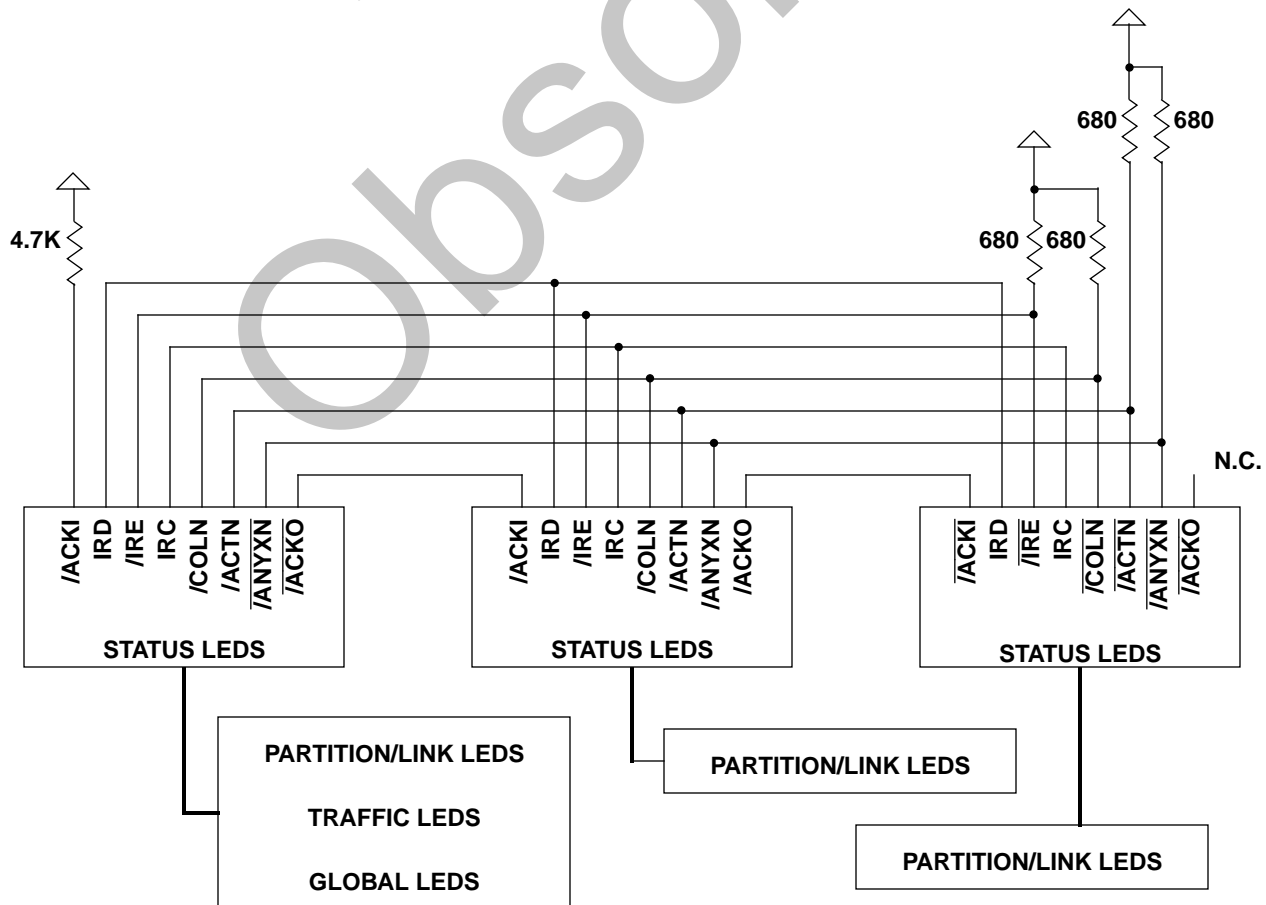 Obsol
680
680
680
680
4.7K
N.C.
/ACKI
IRD
/IRE
IRC
/COLN
/ACTN
/ANYXN
/ACKO
STATUS LEDS
/ACKI
IRD
/IRE
IRC
/COLN
/ACTN
/ANYXN
/ACKO
STATUS LEDS
/ACKI
IRD
/IRE
IRC
/COLN
/ACTN
/ANYXN
/ACKO
STATUS LEDS
PARTITION/LINK LEDS
TRAFFIC LEDS
GLOBAL LEDS
PARTITION/LINK LEDS
PARTITION/LINK LEDS